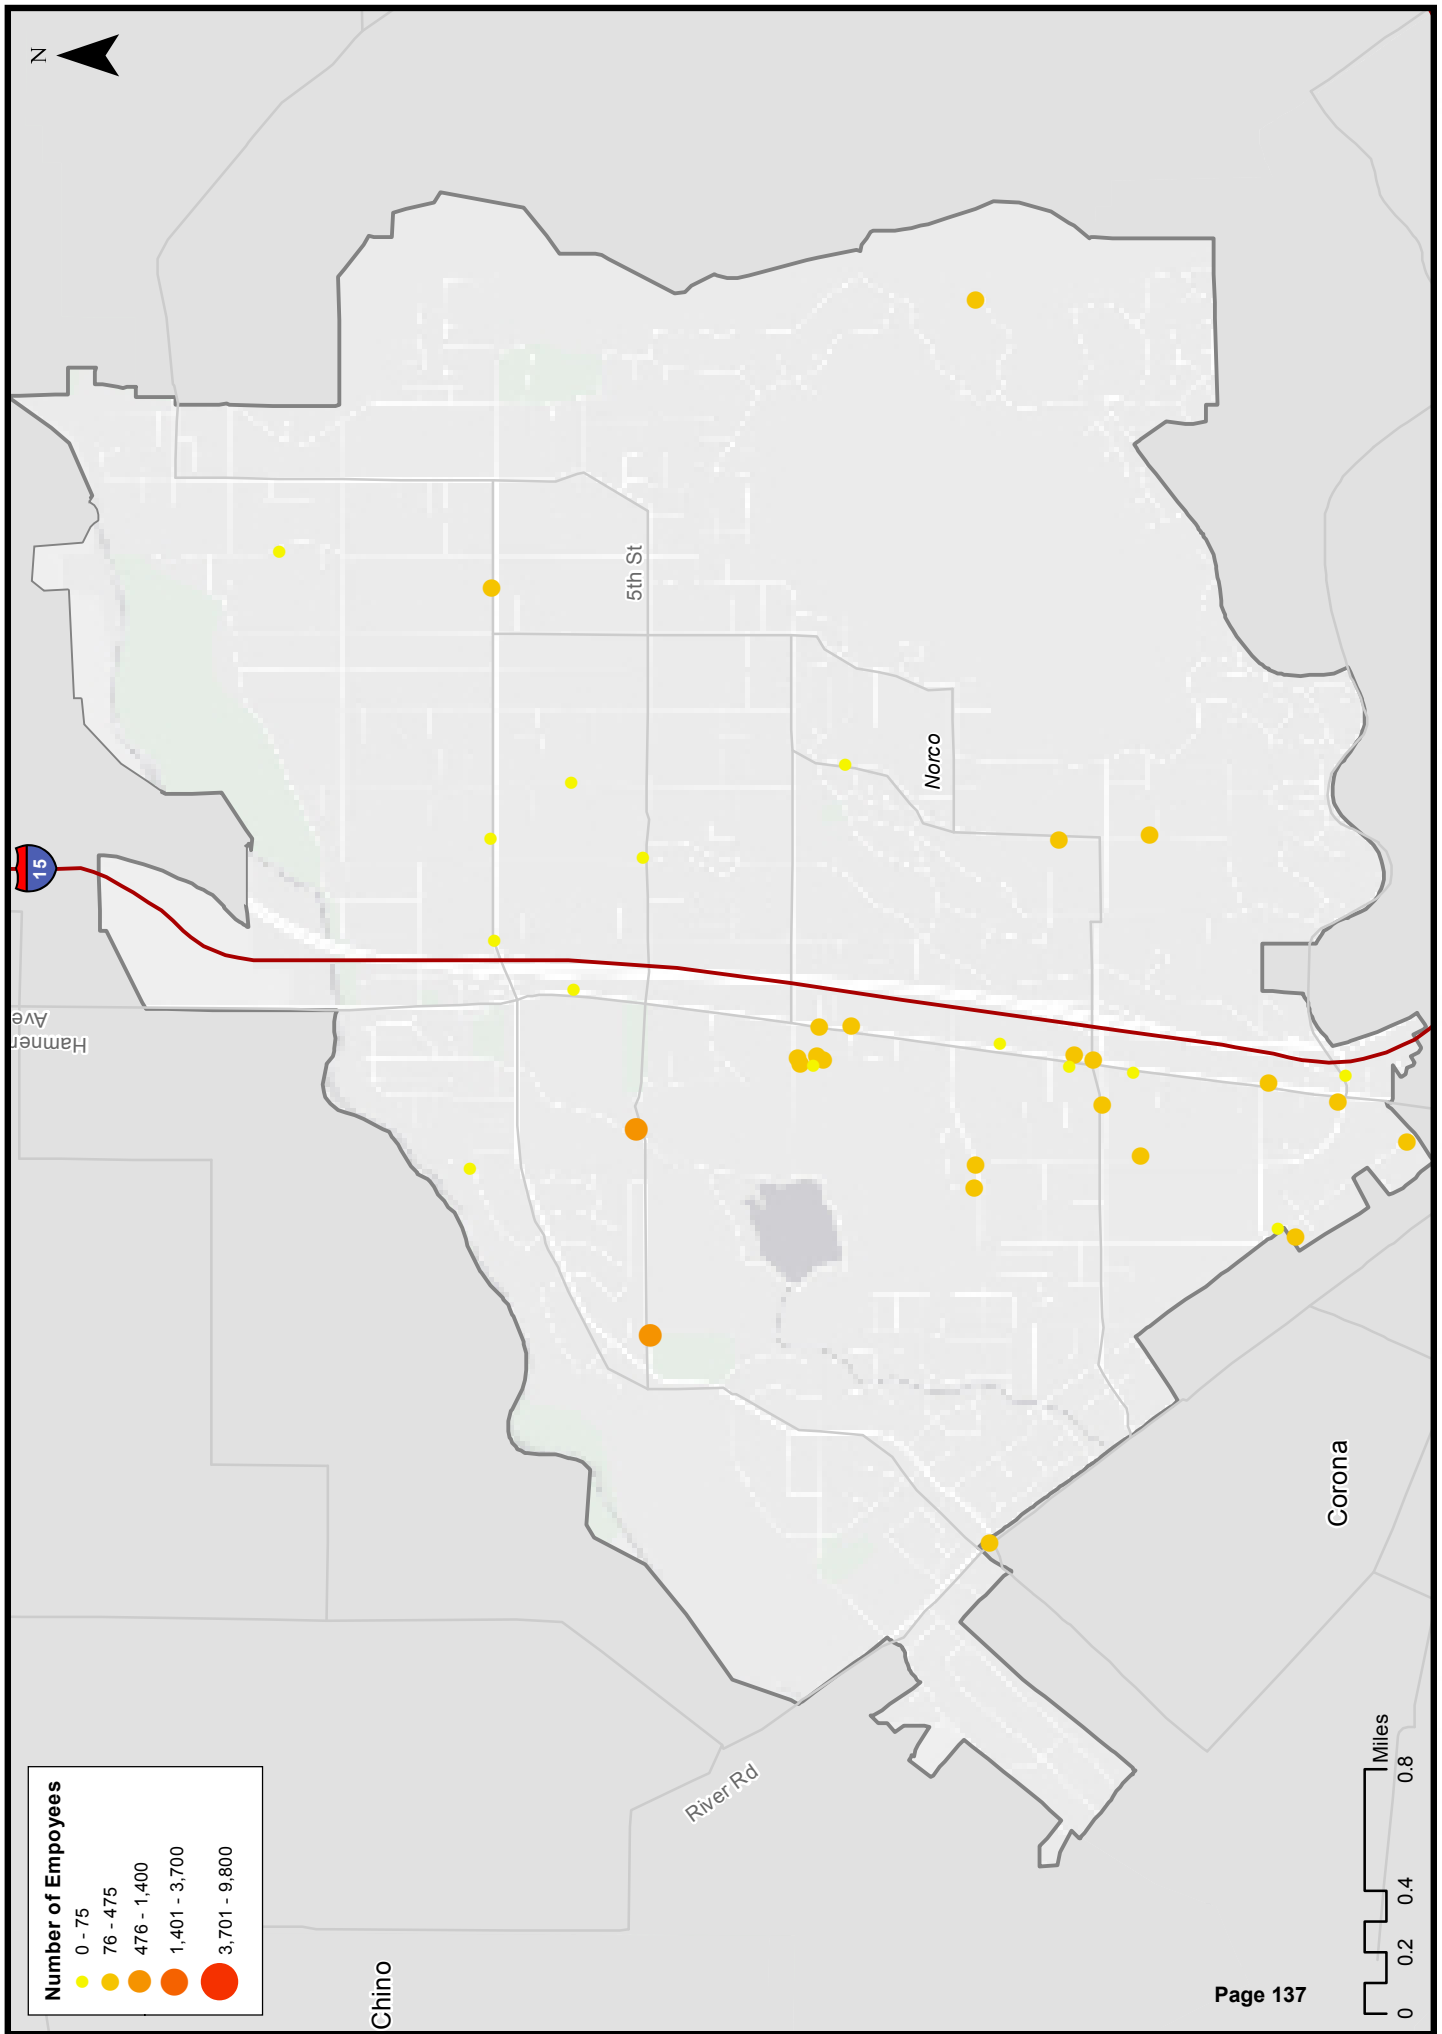 N
15
Hamner
Ave
5th St
Norco
Corona
River Rd
Chino
Number of Empoyees
0 - 75
76 - 475
476 - 1,400
1,401 - 3,700
3,701 - 9,800
Page 137
Miles
0 0.2 0.4 0.8